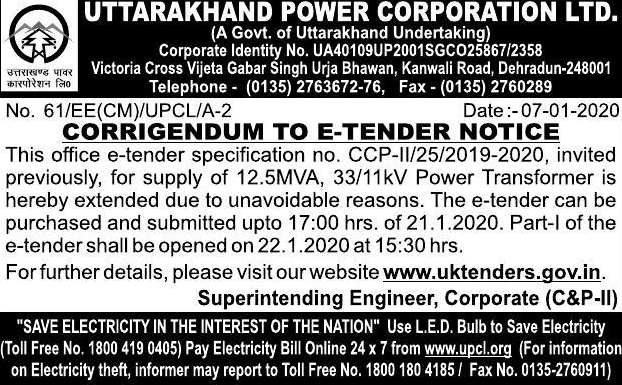 UTTARAKHAND POWER CORPORATION LTD.
(A Govt. of Uttarakhand Undertaking)
Corporate Identity No. UA40109UP2001SGCO25867/2358
Victoria Cross Vijeta Gabar Singh Urja Bhawan, Kanwali Road, Dehradun-248001
Telephone - (0135) 2763672-76, Fax - (0135) 2760289
उत्तराखण्ड पावर
कारपोरेशन लि०
No. 61/EE(CM)/UPCL/A-2 Date:-07-01-2020
CORRIGENDUM TO E-TENDER NOTICE
This office e-tender specification no. CCP-II/25/2019-2020, invited
previously, for supply of 12.5MVA, 33/11kV Power Transformer is
hereby extended due to unavoidable reasons. The e-tender can be
purchased and submitted upto 17:00 hrs. of 21.1.2020. Part-I of the
e-tender shall be opened on 22.1.2020 at 15:30 hrs.
For further details, please visit our website www.uktenders.gov.in.
Superintending Engineer, Corporate (C&P-II)
"SAVE ELECTRICITY IN THE INTEREST OF THE NATION" Use L.E.D. Bulb to Save Electricity
(Toll Free No. 1800 419 0405) Pay Electricity Bill Online 24 x 7 from www.upcl.org (For information
on Electricity theft, informer may report to Toll Free No. 1800 180 4185 / Fax No. 0135-2760911)